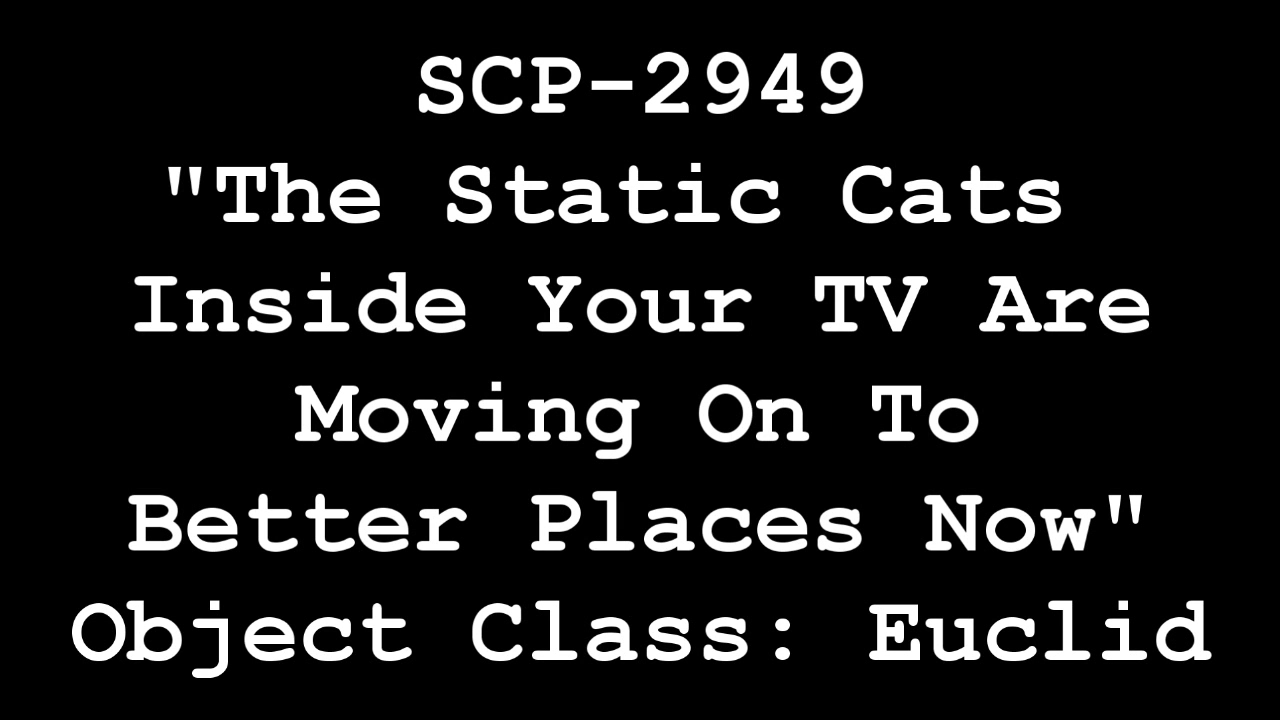 SCP-2949
"The Static Cats
Inside Your TV Are
Moving On To
Better Places Now"
Object Class: Euclid